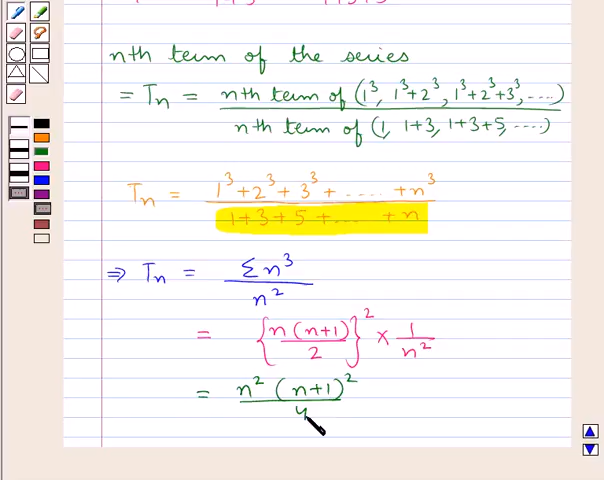 nth term of the series
= Tn = nth term of (1³, 1³+2³, 1³+2³+3³, .....)
nth term of (1, 1+3, 1+3+5, .....)
Tn = 1³+2³+3³+ ..... +n³
1+3+5+ ..... +n
⇒ Tn = Σn³
n²
= {n(n+1)
2}² × 1
n²
= n² (n+1)²
4